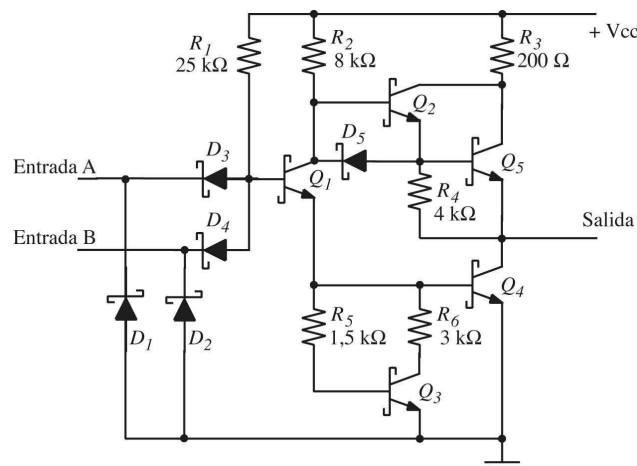 R1
25 kΩ
R2
8 kΩ
R3
200 Ω
+ Vcc
Q2
D3
D5
Entrada A
Q1
Q5
R4
4 kΩ
D4
Entrada B
Salida
Q4
R5
1,5 kΩ
R6
3 kΩ
D1
D2
Q3